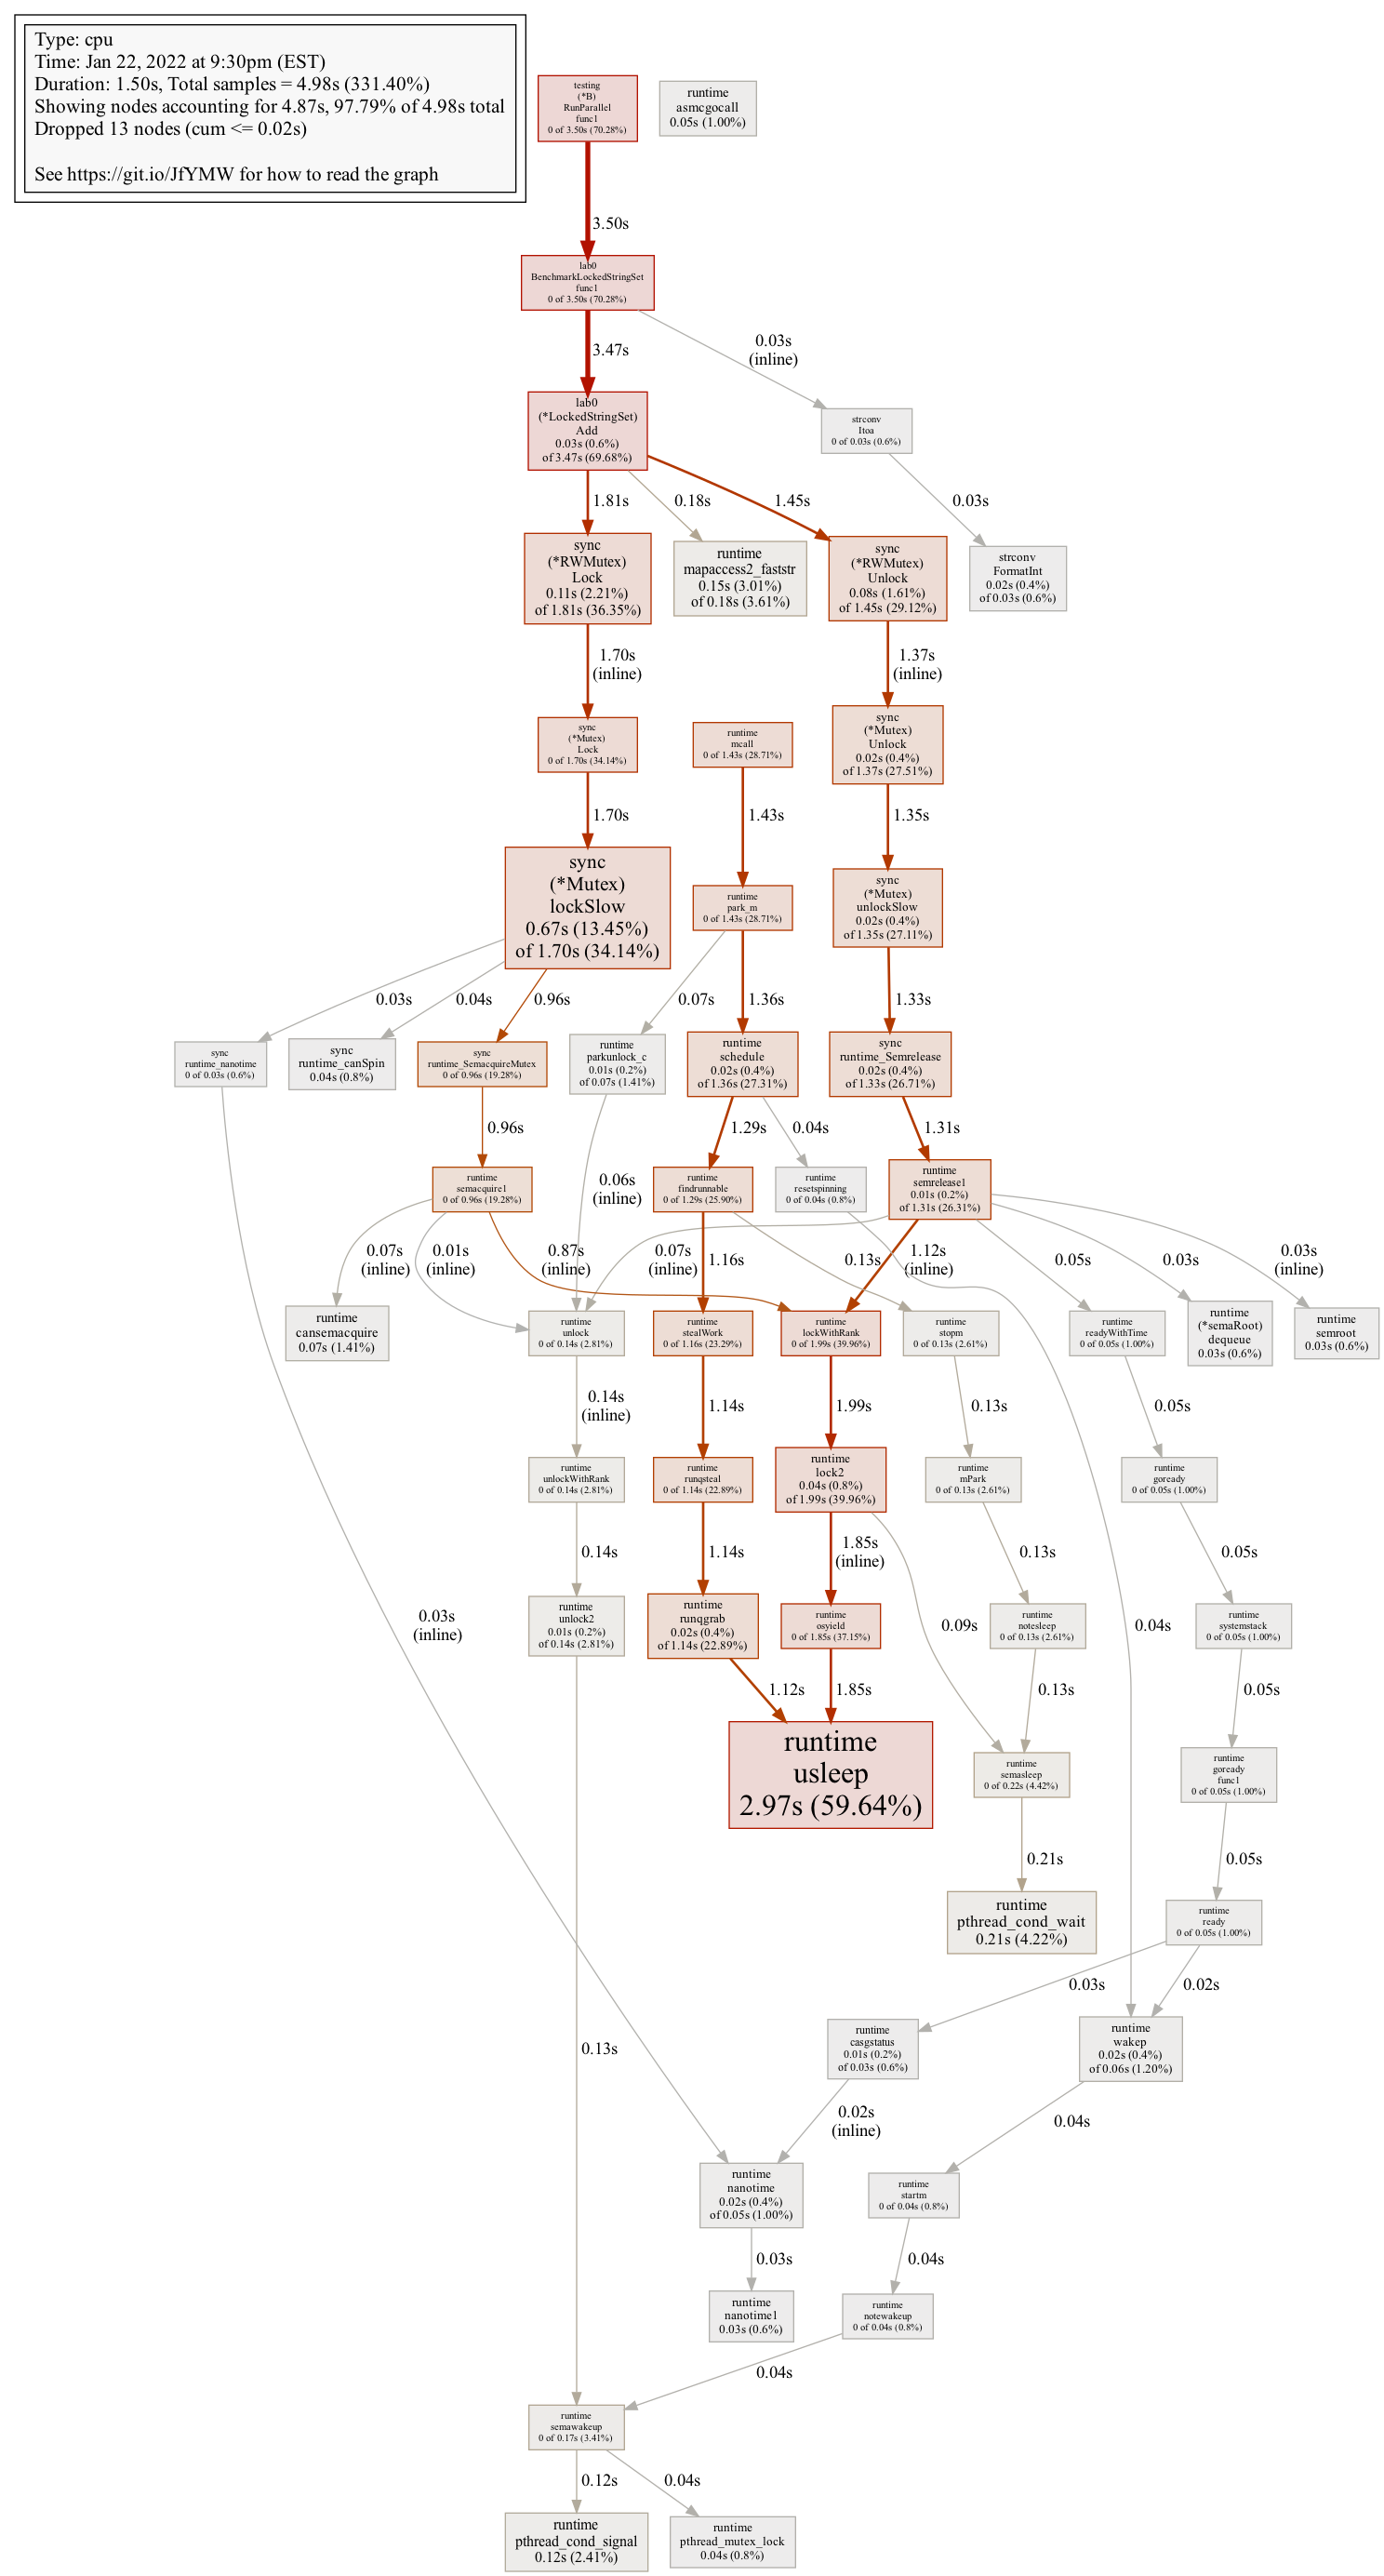 Type: cpu
Time: Jan 22, 2022 at 9:30pm (EST)
Duration: 1.50s, Total samples = 4.98s (331.40%)
Showing nodes accounting for 4.87s, 97.79% of 4.98s total
Dropped 13 nodes (cum <= 0.02s)
See https://git.io/JfYMW for how to read the graph
testing
(*B)
RunParallel
func1
0 of 3.50s (70.28%)
runtime
asmcgocall
0.05s (1.00%)
3.50s
lab0
BenchmarkLockedStringSet
func1
0 of 3.50s (70.28%)
3.47s
0.03s
(inline)
lab0
(*LockedStringSet)
Add
0.03s (0.6%)
of 3.47s (69.68%)
strconv
Itoa
0 of 0.03s (0.6%)
1.81s
0.18s
1.45s
0.03s
sync
(*RWMutex)
Lock
0.11s (2.21%)
of 1.81s (36.35%)
runtime
mapaccess2_faststr
0.15s (3.01%)
of 0.18s (3.61%)
sync
(*RWMutex)
Unlock
0.08s (1.61%)
of 1.45s (29.12%)
strconv
FormatInt
0.02s (0.4%)
of 0.03s (0.6%)
1.70s
(inline)
1.37s
(inline)
sync
(*Mutex)
Lock
0 of 1.70s (34.14%)
runtime
mcall
0 of 1.43s (28.71%)
sync
(*Mutex)
Unlock
0.02s (0.4%)
of 1.37s (27.51%)
1.70s
1.43s
1.35s
sync
(*Mutex)
lockSlow
0.67s (13.45%)
of 1.70s (34.14%)
runtime
park_m
0 of 1.43s (28.71%)
sync
(*Mutex)
unlockSlow
0.02s (0.4%)
of 1.35s (27.11%)
0.03s
0.04s
0.96s
0.07s
1.36s
1.33s
sync
runtime_nanotime
0 of 0.03s (0.6%)
sync
runtime_canSpin
0.04s (0.8%)
sync
runtime_SemacquireMutex
0 of 0.96s (19.28%)
runtime
parkunlock_c
0.01s (0.2%)
of 0.07s (1.41%)
runtime
schedule
0.02s (0.4%)
of 1.36s (27.31%)
sync
runtime_Semrelease
0.02s (0.4%)
of 1.33s (26.71%)
0.96s
1.29s
0.04s
1.31s
runtime
semacquire1
0 of 0.96s (19.28%)
0.06s
(inline)
runtime
findrunnable
0 of 1.29s (25.90%)
runtime
resetspinning
0 of 0.04s (0.8%)
runtime
semrelease1
0.01s (0.2%)
of 1.31s (26.31%)
0.07s
(inline)
0.01s
(inline)
0.87s
(inline)
0.07s
(inline)
1.16s
0.13s
1.12s
(inline)
0.05s
0.03s
0.03s
(inline)
runtime
cansemacquire
0.07s (1.41%)
runtime
unlock
0 of 0.14s (2.81%)
runtime
stealWork
0 of 1.16s (23.29%)
runtime
lockWithRank
0 of 1.99s (39.96%)
runtime
stopm
0 of 0.13s (2.61%)
runtime
readyWithTime
0 of 0.05s (1.00%)
runtime
(*semaRoot)
dequeue
0.03s (0.6%)
runtime
semroot
0.03s (0.6%)
0.14s
(inline)
1.14s
1.99s
0.13s
0.05s
runtime
unlockWithRank
0 of 0.14s (2.81%)
runtime
runqsteal
0 of 1.14s (22.89%)
runtime
lock2
0.04s (0.8%)
of 1.99s (39.96%)
runtime
mPark
0 of 0.13s (2.61%)
runtime
goready
0 of 0.05s (1.00%)
0.14s
1.14s
1.85s
(inline)
0.13s
0.05s
runtime
unlock2
0.01s (0.2%)
of 0.14s (2.81%)
runtime
runqgrab
0.02s (0.4%)
of 1.14s (22.89%)
runtime
osyield
0 of 1.85s (37.15%)
0.09s
runtime
notesleep
0 of 0.13s (2.61%)
0.04s
runtime
systemstack
0 of 0.05s (1.00%)
0.03s
(inline)
1.12s
1.85s
0.13s
0.05s
runtime
usleep
2.97s (59.64%)
runtime
semasleep
0 of 0.22s (4.42%)
runtime
goready
func1
0 of 0.05s (1.00%)
0.21s
0.05s
runtime
pthread_cond_wait
0.21s (4.22%)
runtime
ready
0 of 0.05s (1.00%)
0.03s
0.02s
0.13s
runtime
casgstatus
0.01s (0.2%)
of 0.03s (0.6%)
runtime
wakep
0.02s (0.4%)
of 0.06s (1.20%)
0.02s
(inline)
0.04s
runtime
nanotime
0.02s (0.4%)
of 0.05s (1.00%)
runtime
startm
0 of 0.04s (0.8%)
0.03s
0.04s
runtime
nanotime1
0.03s (0.6%)
runtime
notewakeup
0 of 0.04s (0.8%)
0.04s
runtime
semawakeup
0 of 0.17s (3.41%)
0.12s
0.04s
runtime
pthread_cond_signal
0.12s (2.41%)
runtime
pthread_mutex_lock
0.04s (0.8%)